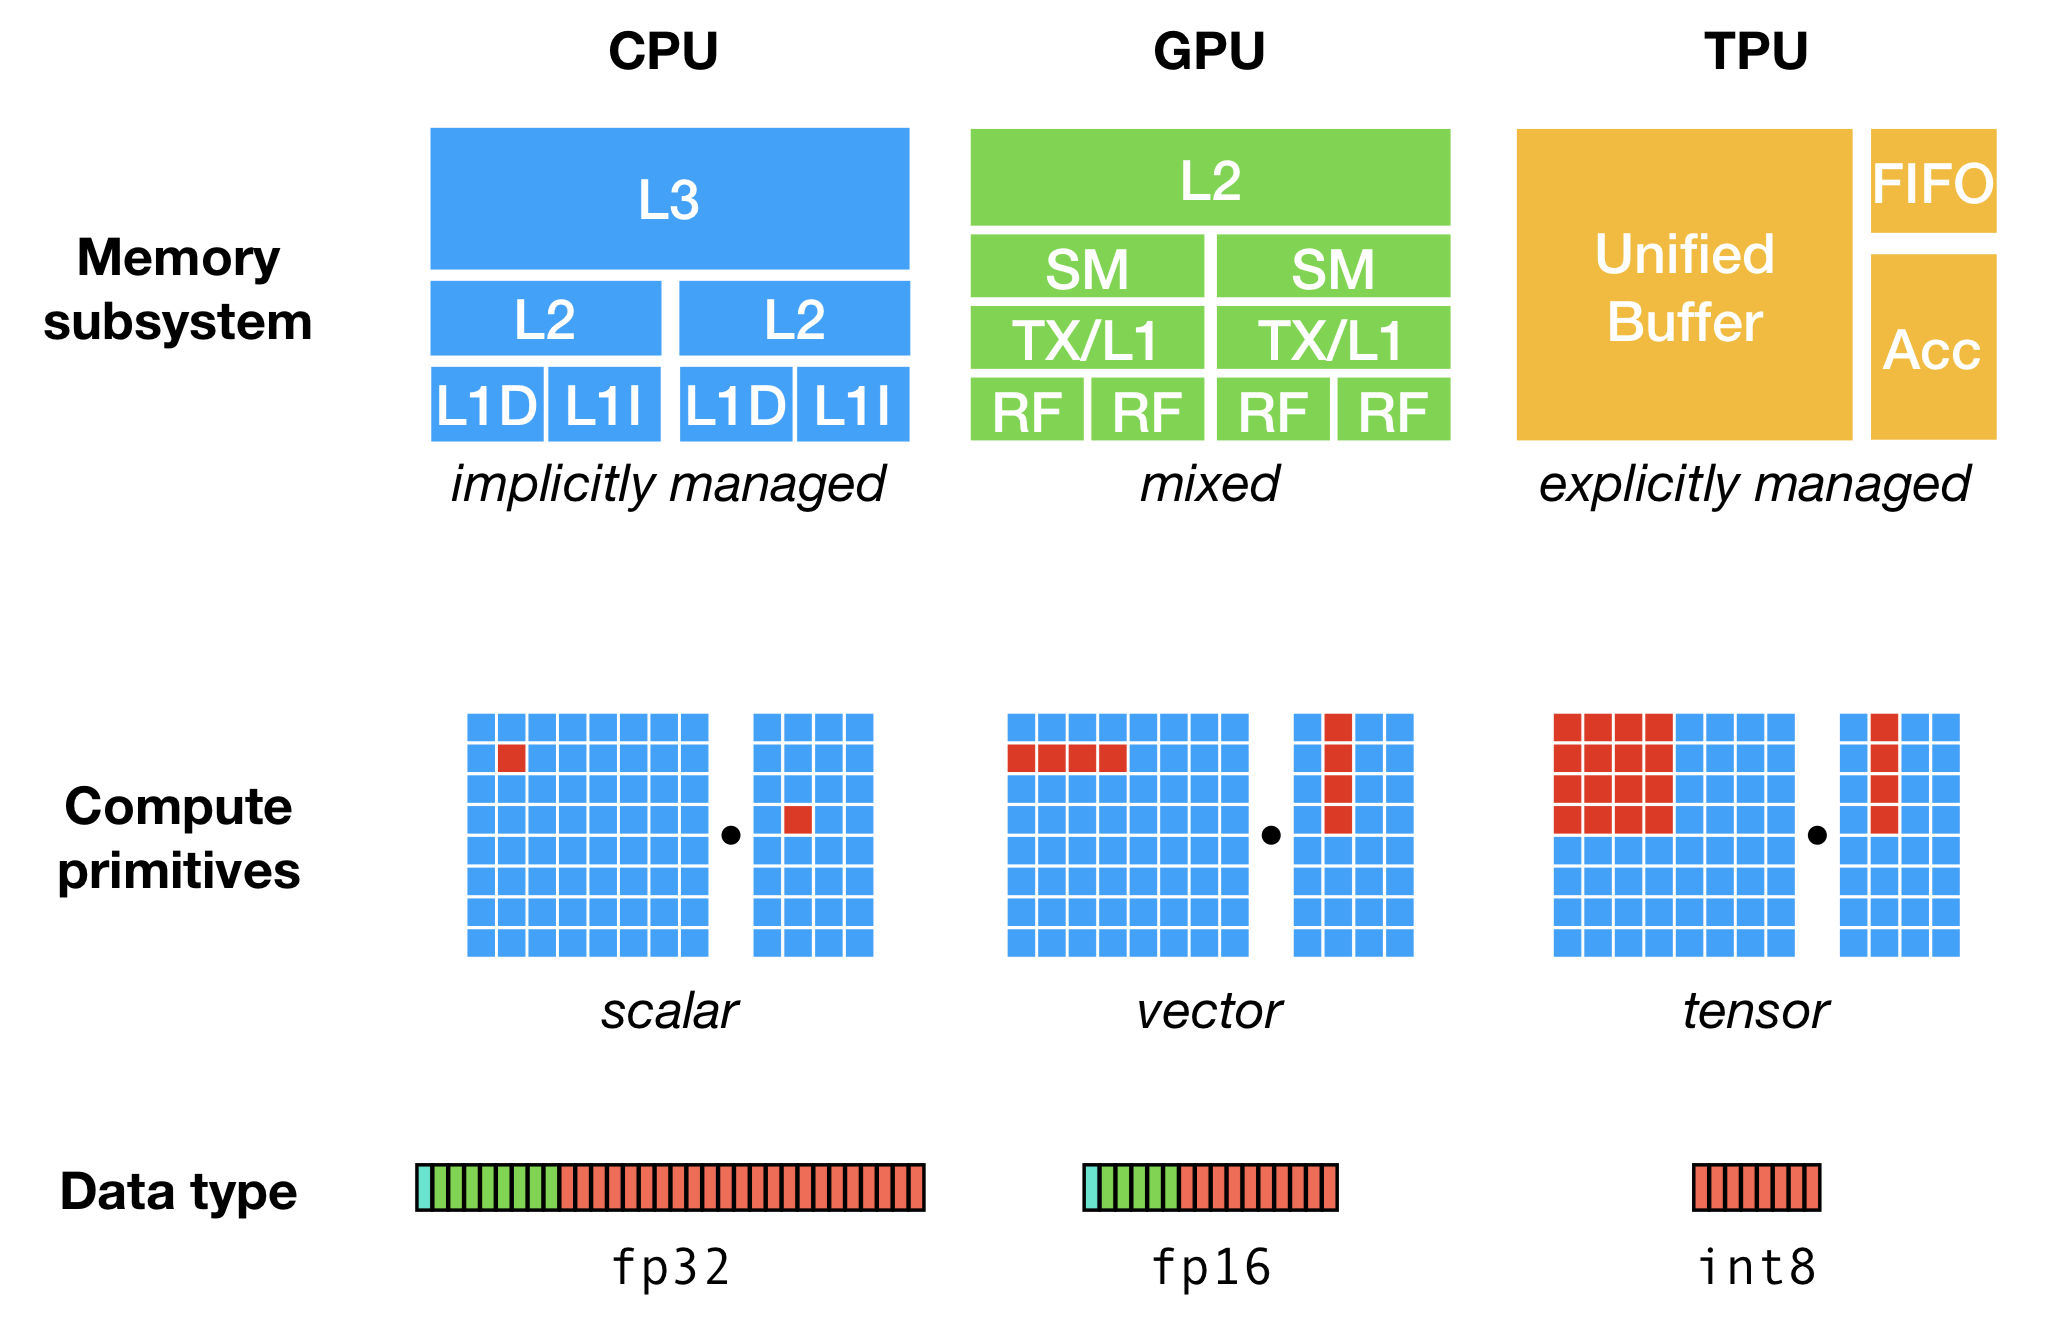 CPU
GPU
TPU
Memory
subsystem
L3
L2
L2
L1D
L1I
L1D
L1I
implicitly managed
L2
SM
SM
TX/L1
TX/L1
RF
RF
RF
RF
mixed
Unified
Buffer
FIFO
Acc
explicitly managed
Compute
primitives
scalar
vector
tensor
Data type
fp32
fp16
int8